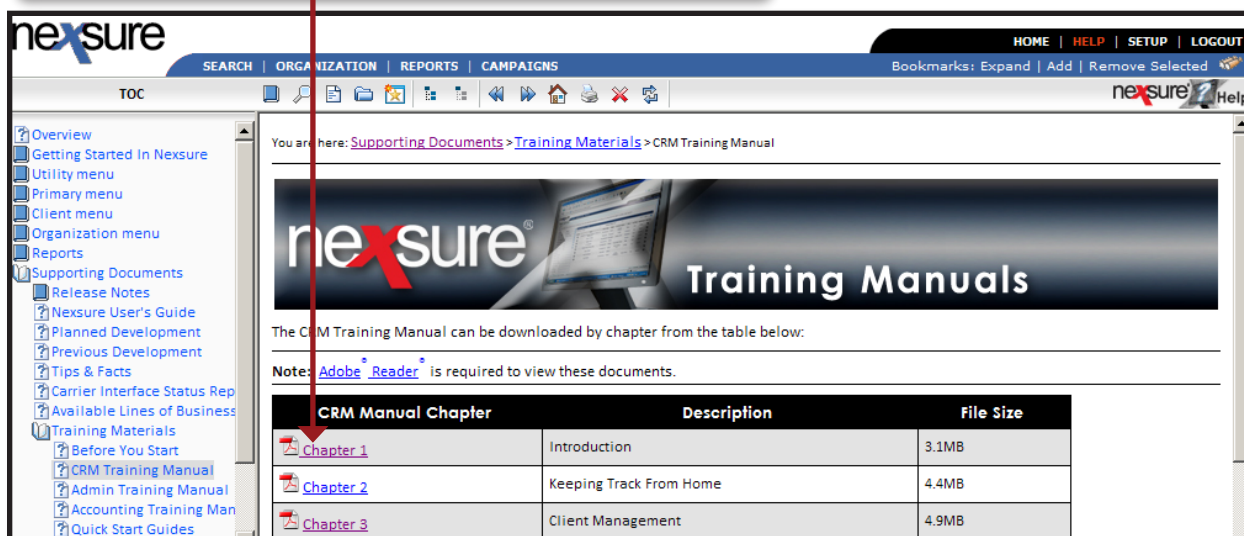 nexsure
HOME | HELP | SETUP | LOGOUT
SEARCH | ORGANIZATION | REPORTS | CAMPAIGNS
Bookmarks: Expand | Add | Remove Selected
TOC
nexsure Help
Overview
Getting Started In Nexsure
Utility menu
Primary menu
Client menu
Organization menu
Reports
Supporting Documents
Release Notes
Nexsure User's Guide
Planned Development
Previous Development
Tips & Facts
Carrier Interface Status Rep
Available Lines of Business
Training Materials
Before You Start
CRM Training Manual
Admin Training Manual
Accounting Training Man
Quick Start Guides
You are here: Supporting Documents > Training Materials > CRM Training Manual
nexsure®
Training Manuals
The CRM Training Manual can be downloaded by chapter from the table below:
Note: Adobe® Reader® is required to view these documents.
CRM Manual Chapter Description File Size
Chapter 1 Introduction 3.1MB
Chapter 2 Keeping Track From Home 4.4MB
Chapter 3 Client Management 4.9MB